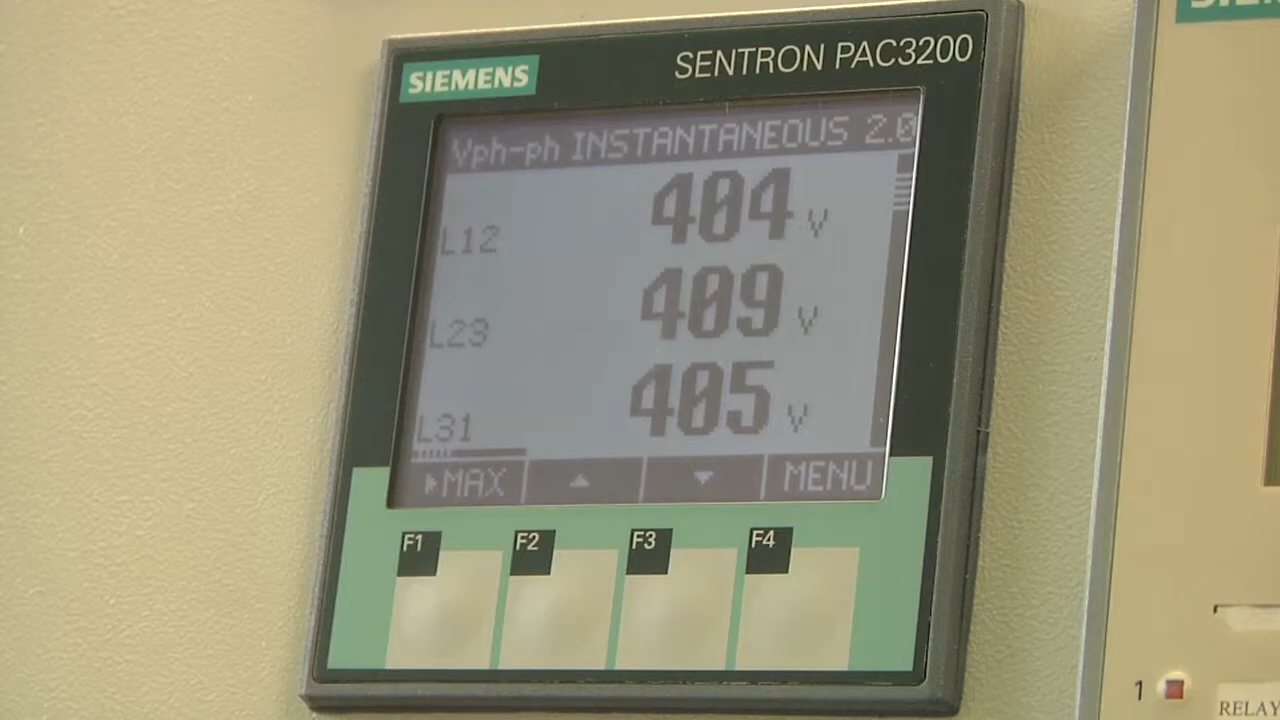 SIEMENS
SENTRON PAC3200
Vph-ph INSTANTANEOUS 2.0
L12 404 V
L23 409 V
L31 405 V
▸MAX ▲ ▼ MENU
F1 F2 F3 F4
1
RELAY